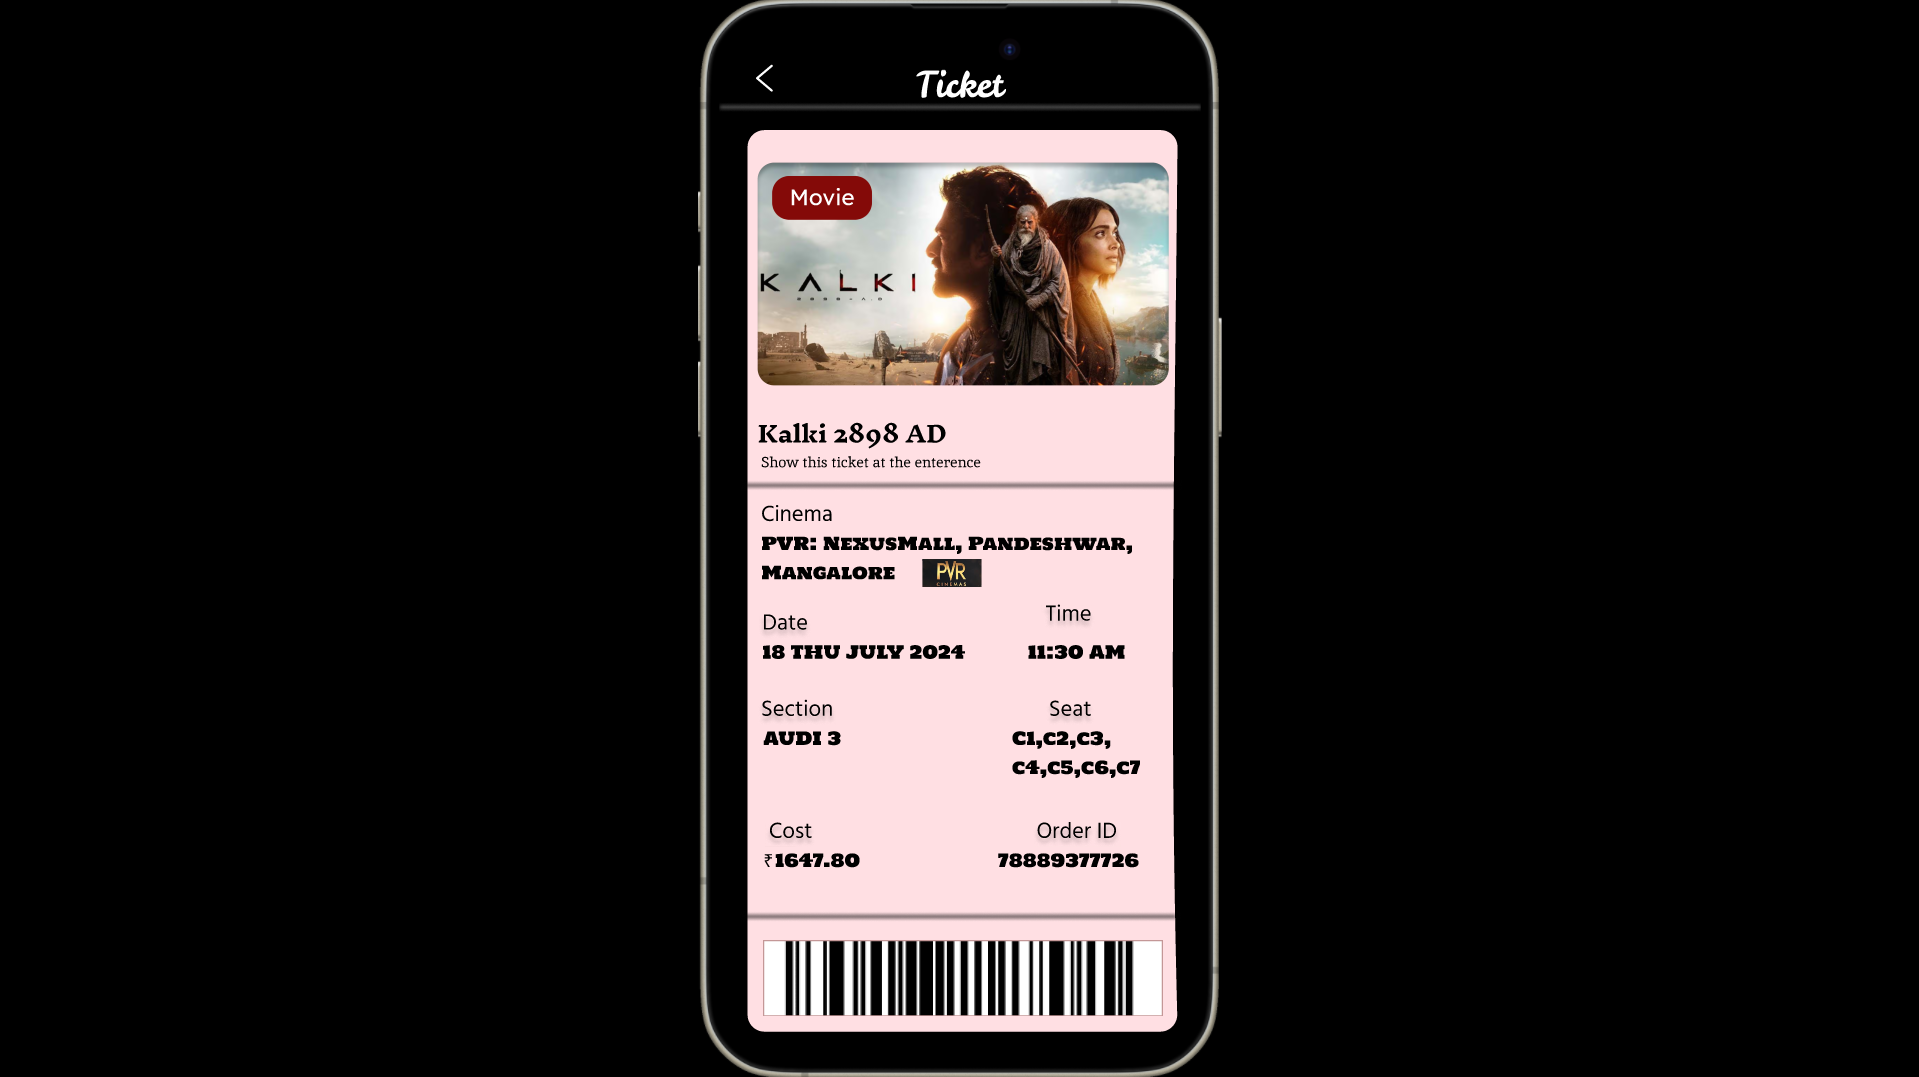 Ticket
Movie
KALKI
Kalki 2898 AD
Show this ticket at the enterence
Cinema
PVR: NexusMall, Pandeshwar,
Mangalore
PVR
CINEMAS
Date
Time
18 THU JULY 2024
11:30 AM
Section
Seat
AUDI 3
C1,c2,c3,
c4,c5,c6,c7
Cost
Order ID
₹1647.80
78889377726